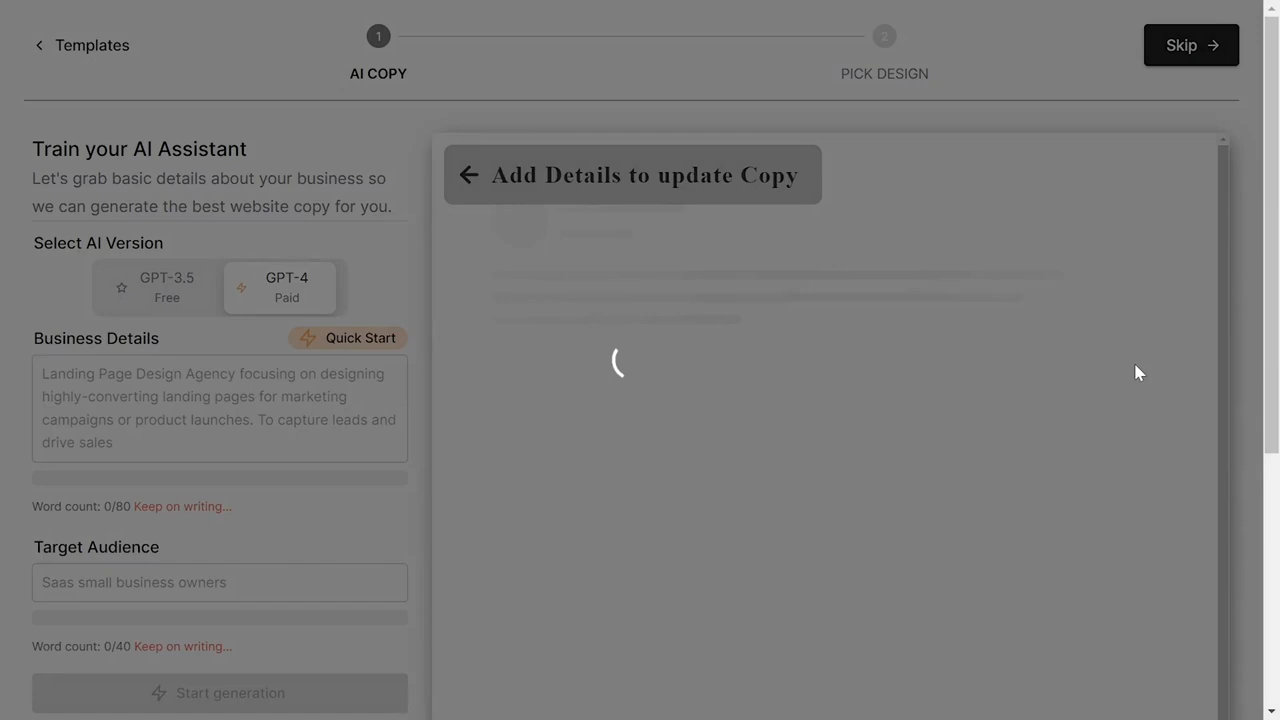 Templates
1
2
AI COPY
PICK DESIGN
Skip
Train your AI Assistant
Let's grab basic details about your business so
we can generate the best website copy for you.
Select AI Version
GPT-3.5
Free
GPT-4
Paid
Business Details
Quick Start
Landing Page Design Agency focusing on designing
highly-converting landing pages for marketing
campaigns or product launches. To capture leads and
drive sales
Word count: 0/80 Keep on writing...
Target Audience
Saas small business owners
Word count: 0/40 Keep on writing...
Start generation
Add Details to update Copy